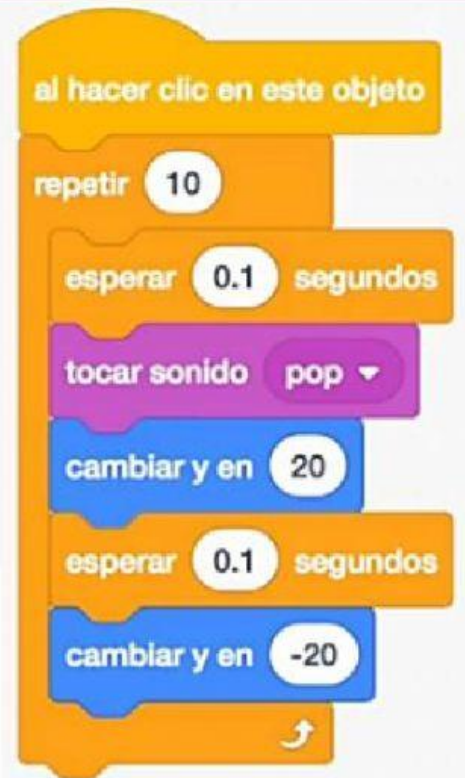 al hacer clic en este objeto
repetir 10
esperar 0.1 segundos
tocar sonido pop
cambiar y en 20
esperar 0.1 segundos
cambiar y en -20